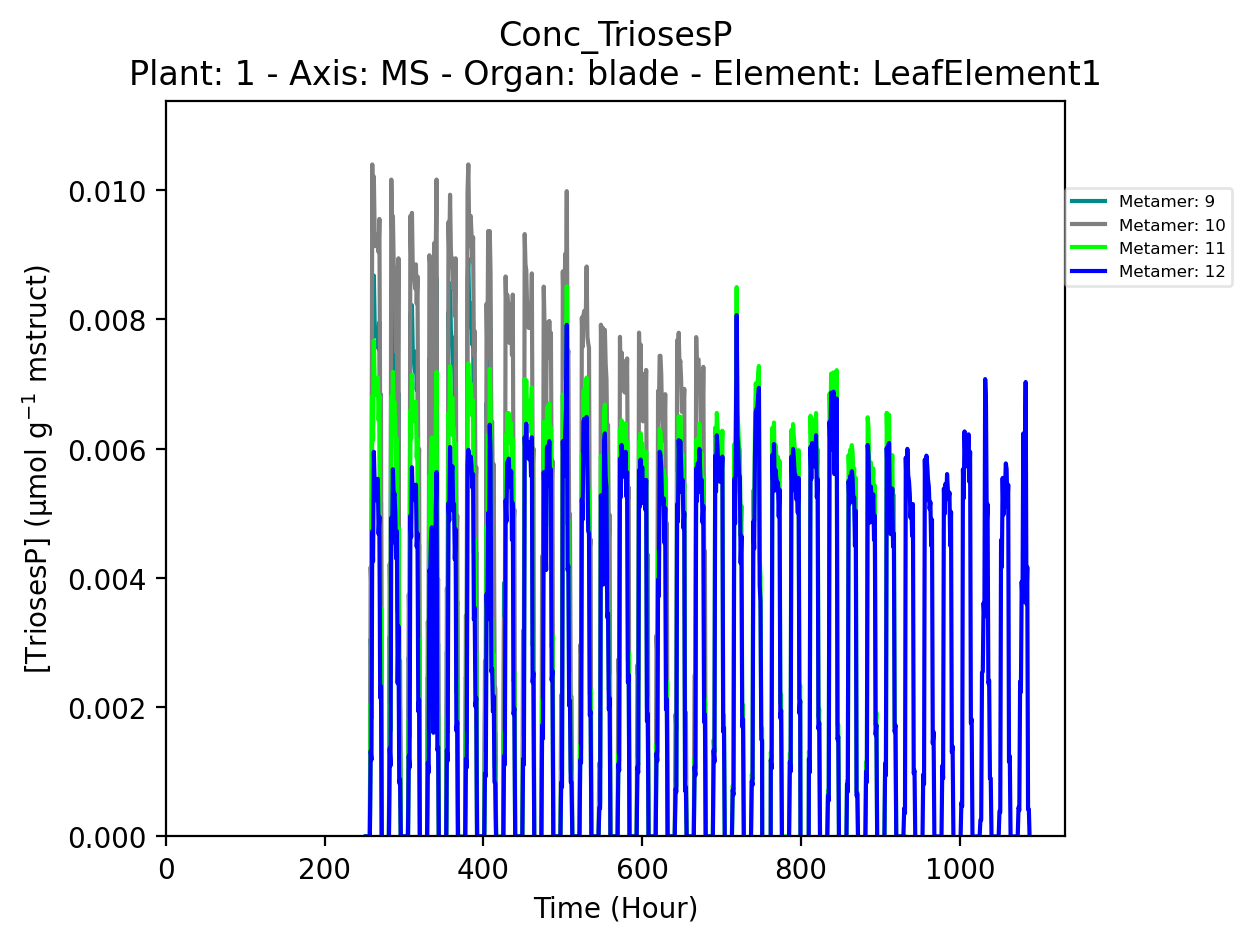 Conc_TriosesP
Plant: 1 - Axis: MS - Organ: blade - Element: LeafElement1
[TriosesP] (µmol g⁻¹ mstruct)
0.010
0.008
0.006
0.004
0.002
0.000
0
200
400
600
800
1000
Time (Hour)
Metamer: 9
Metamer: 10
Metamer: 11
Metamer: 12